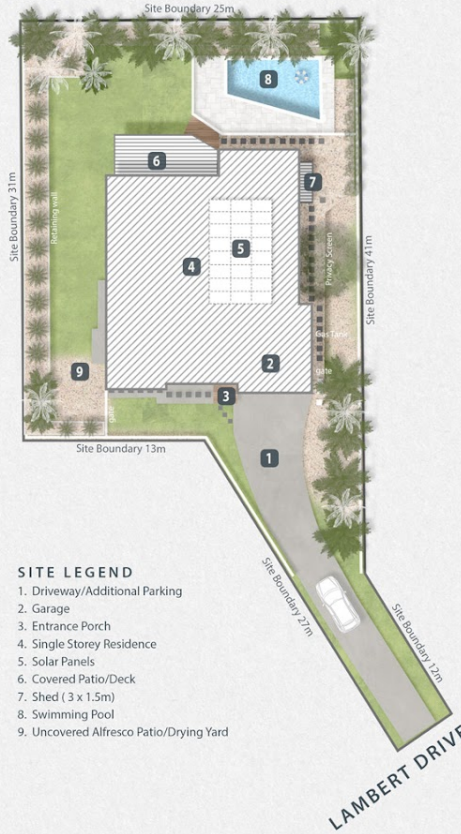 Site Boundary 25m
8
6
7
Site Boundary 31m
Retaining wall
5
Privacy Screen
Site Boundary 41m
4
Gas Tank
2
gate
9
3
gate
Site Boundary 13m
1
Site Boundary 27m
Site Boundary 12m
SITE LEGEND
1. Driveway/Additional Parking
2. Garage
3. Entrance Porch
4. Single Storey Residence
5. Solar Panels
6. Covered Patio/Deck
7. Shed ( 3 x 1.5m)
8. Swimming Pool
9. Uncovered Alfresco Patio/Drying Yard
LAMBERT DRIVE